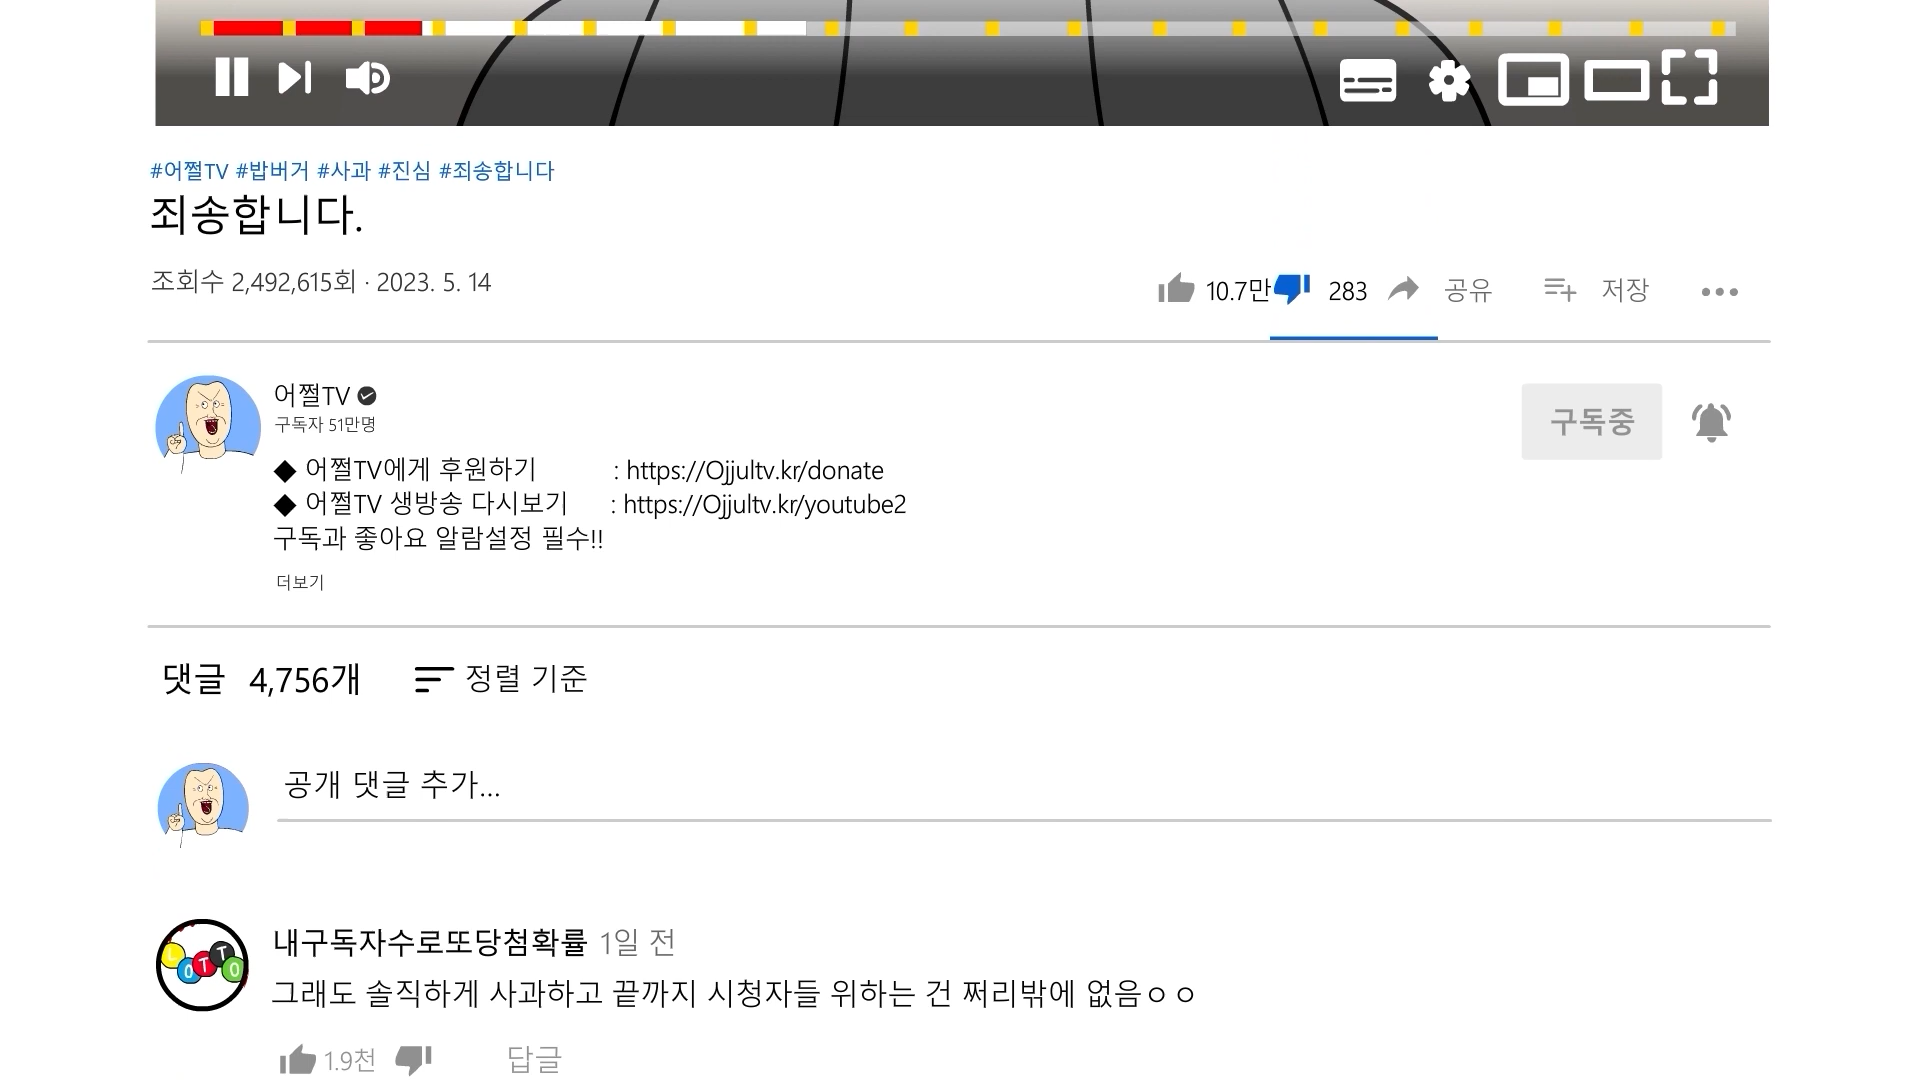 #어쩔TV #밥버거 #사과 #진심 #죄송합니다
죄송합니다.
조회수 2,492,615회 · 2023. 5. 14
10.7만 283 공유 저장
어쩔TV
구독자 51만명
구독중
◆ 어쩔TV에게 후원하기 : https://Ojjultv.kr/donate
◆ 어쩔TV 생방송 다시보기 : https://Ojjultv.kr/youtube2
구독과 좋아요 알람설정 필수!!
더보기
댓글 4,756개 정렬 기준
공개 댓글 추가...
LOTTO
내구독자수로또당첨확률 1일 전
그래도 솔직하게 사과하고 끝까지 시청자들 위하는 건 쩌리밖에 없음ㅇㅇ
1.9천 답글